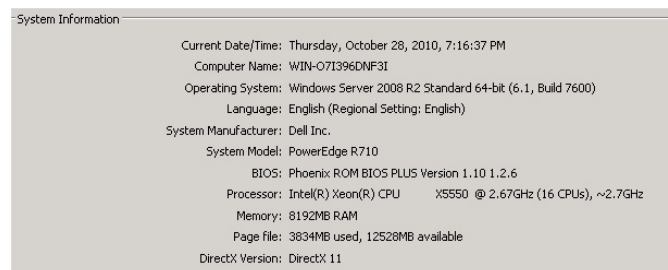 System Information
Current Date/Time: Thursday, October 28, 2010, 7:16:37 PM
Computer Name: WIN-O7I396DNF3I
Operating System: Windows Server 2008 R2 Standard 64-bit (6.1, Build 7600)
Language: English (Regional Setting: English)
System Manufacturer: Dell Inc.
System Model: PowerEdge R710
BIOS: Phoenix ROM BIOS PLUS Version 1.10 1.2.6
Processor: Intel(R) Xeon(R) CPU X5550 @ 2.67GHz (16 CPUs), ~2.7GHz
Memory: 8192MB RAM
Page file: 3834MB used, 12528MB available
DirectX Version: DirectX 11